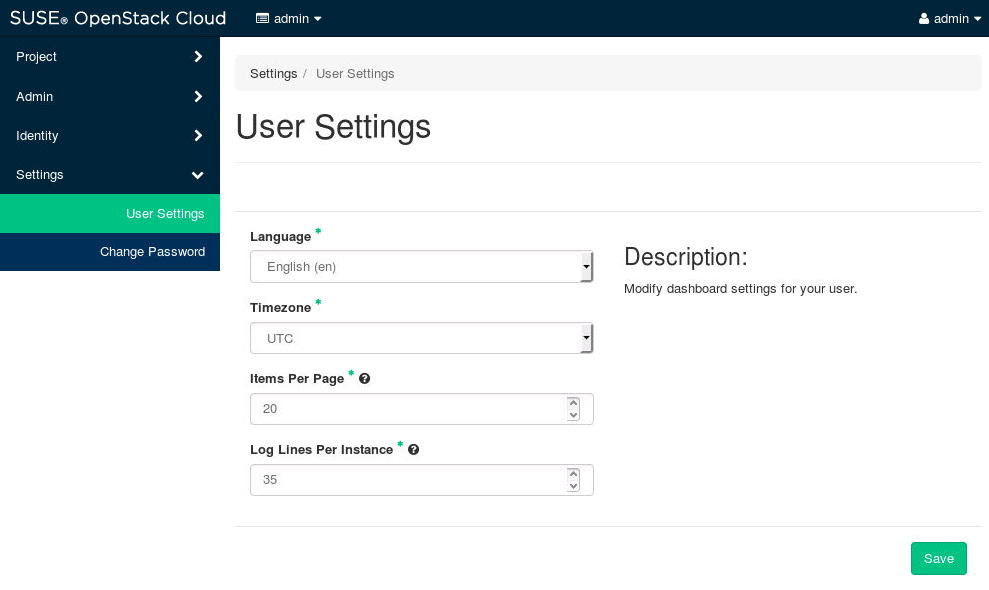 SUSE® OpenStack Cloud admin admin
Project
Admin
Identity
Settings
User Settings
Change Password
Settings / User Settings
User Settings
Language *
English (en)
Timezone *
UTC
Items Per Page *
20
Log Lines Per Instance *
35
Description:
Modify dashboard settings for your user.
Save